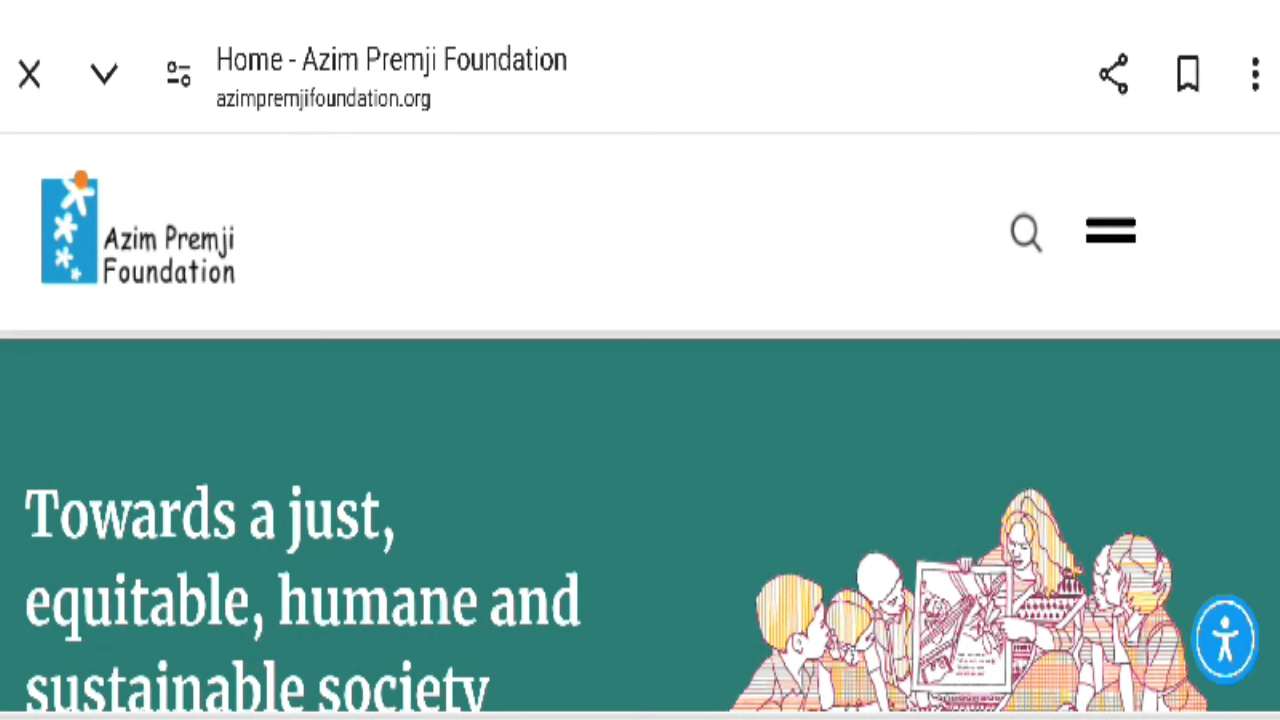 Home - Azim Premji Foundation
azimpremjifoundation.org
Azim Premji
Foundation
Towards a just,
equitable, humane and
sustainable society